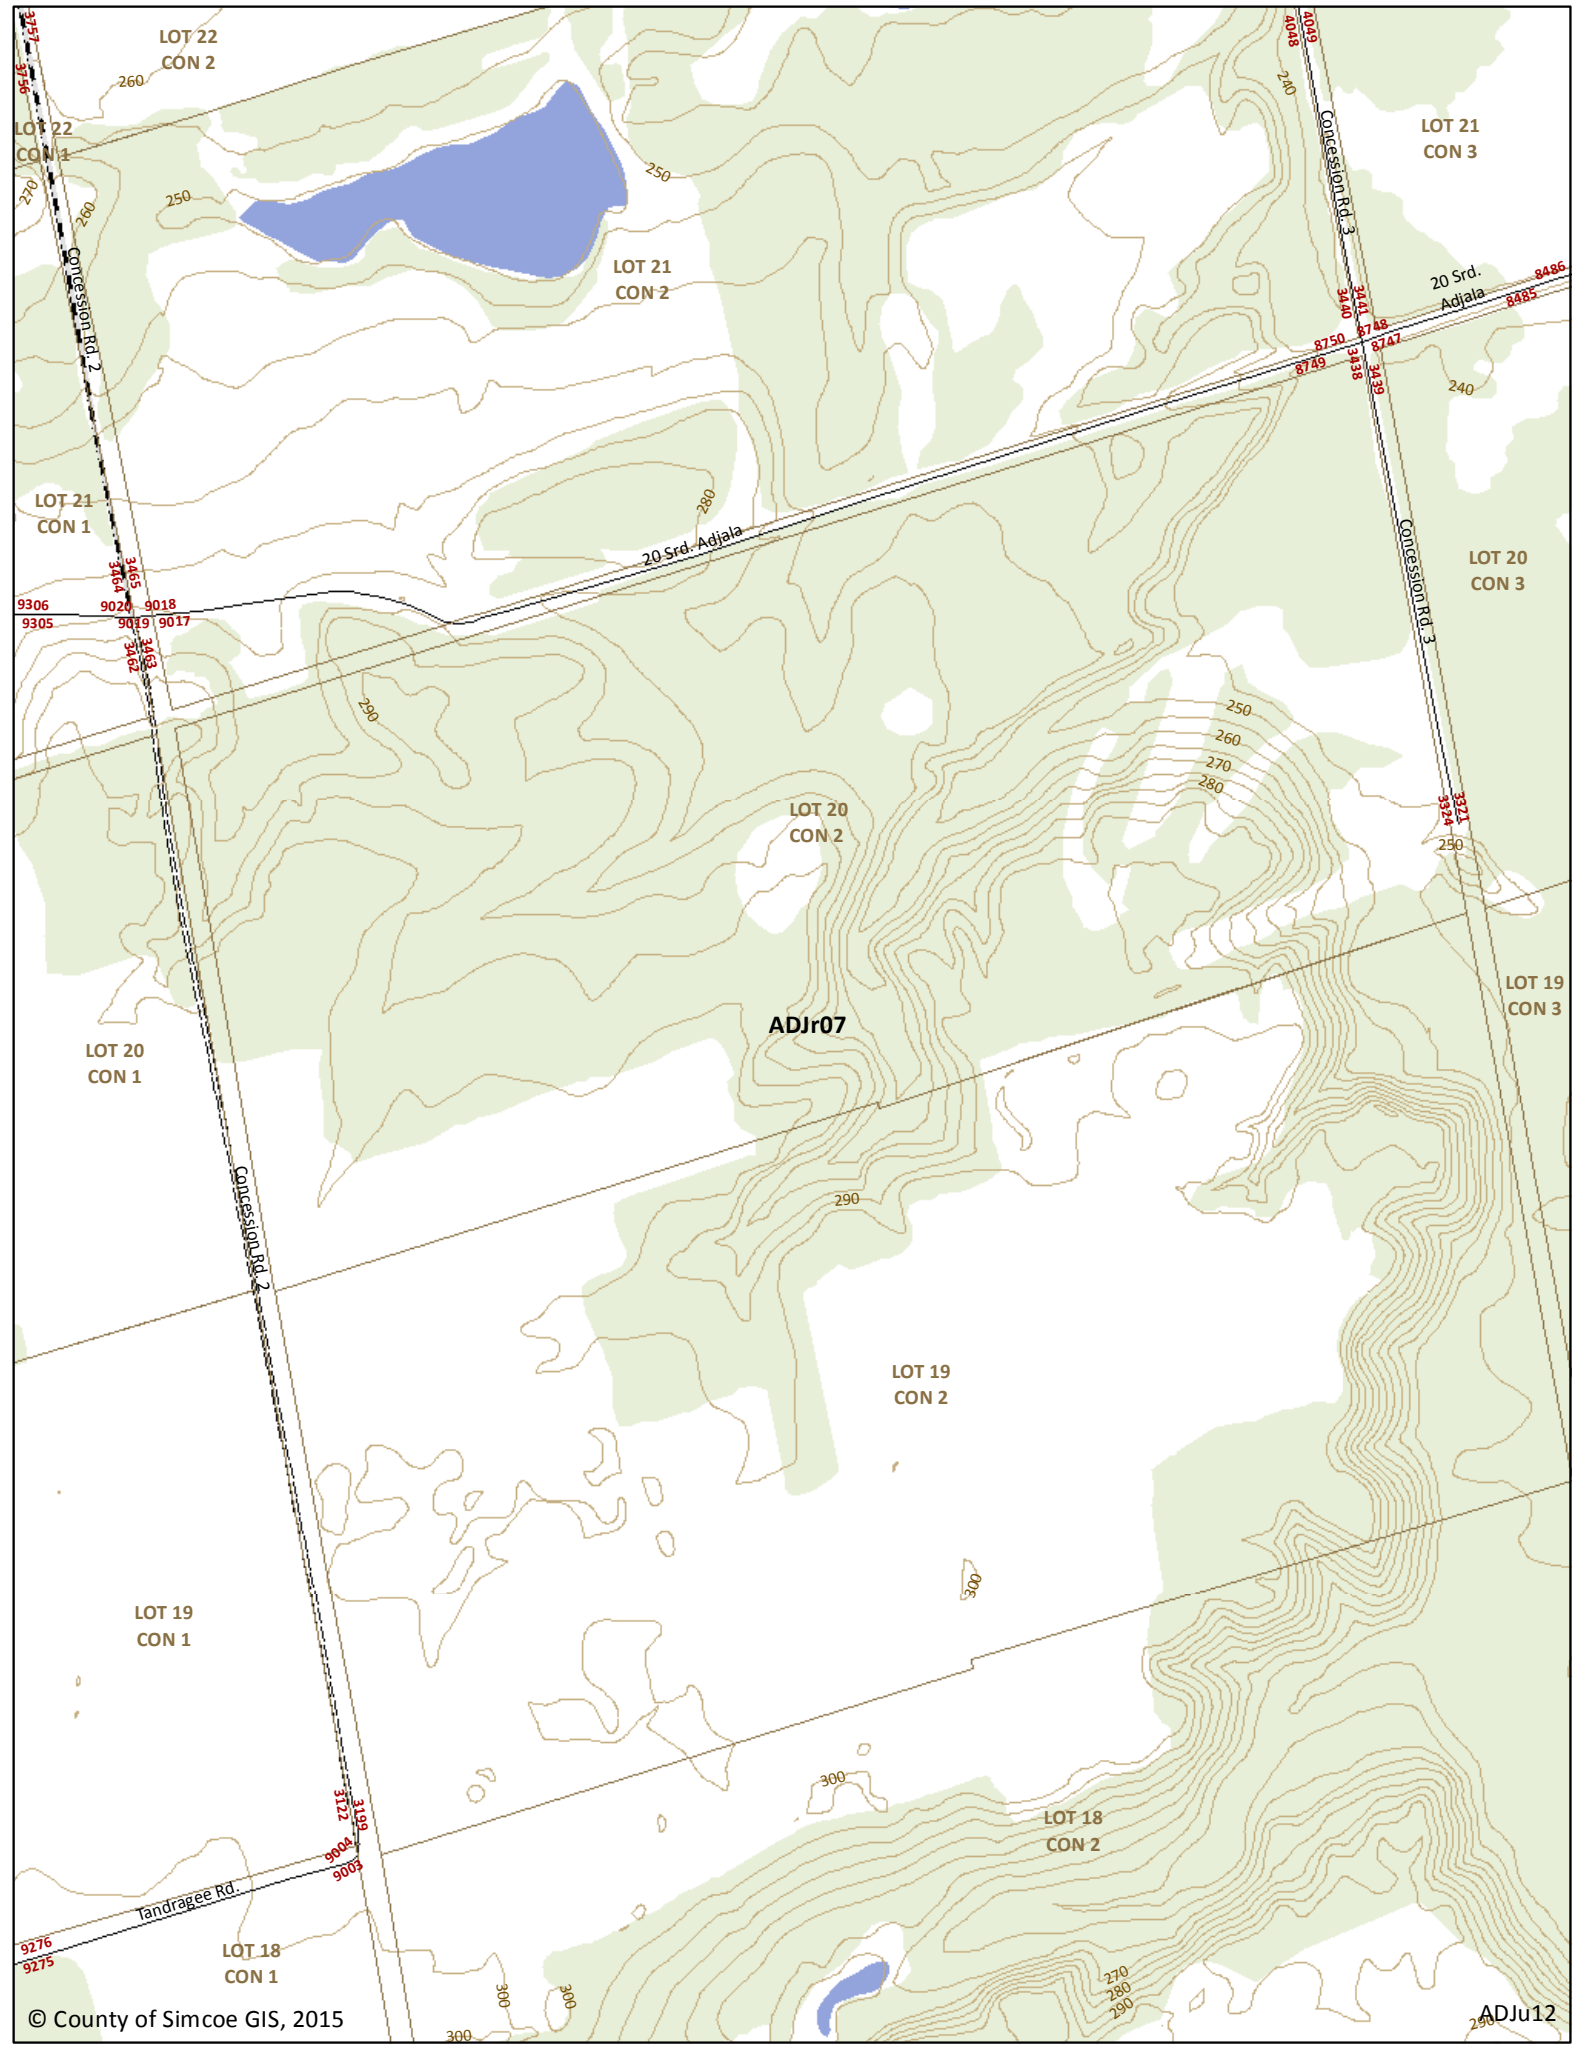 3757
3756
LOT 22
CON 2
260
LOT 22
CON 1
270
260
250
250
4048
4049
240
Concession Rd. 3
LOT 21
CON 3
Concession Rd. 2
LOT 21
CON 2
3440
3441
20 Srd.
Adjala
8486
8485
8750
8748
8749
8747
3438
3439
240
LOT 21
CON 1
280
20 Srd. Adjala
Concession Rd. 3
LOT 20
CON 3
3464
3465
9306
9020
9018
9305
9019
9017
3462
3463
290
250
260
270
280
LOT 20
CON 2
3324
3321
250
LOT 19
CON 3
ADJr07
LOT 20
CON 1
Concession Rd. 2
290
LOT 19
CON 2
300
LOT 19
CON 1
300
3122
3199
9004
9003
LOT 18
CON 2
Tandragee Rd.
9276
9275
LOT 18
CON 1
270
280
290
300
300
300
290
© County of Simcoe GIS, 2015
ADJu12